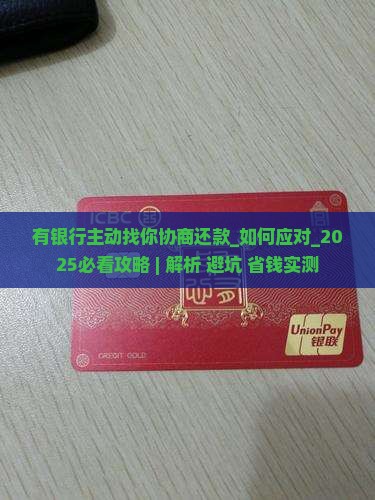 ICBC
有银行主动找你协商还款_如何应对_20
25必看攻略 | 解析 避坑 省钱实测
UnionPay
银联
CREDIT GOLD